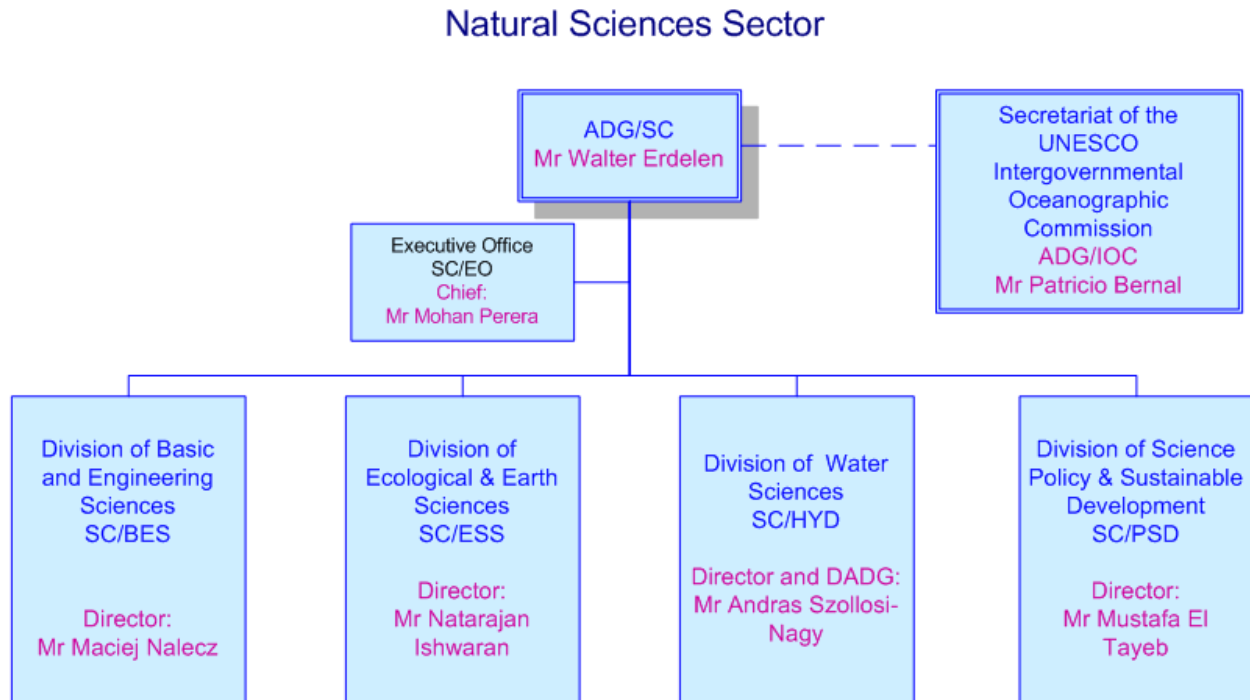 Natural Sciences Sector
ADG/SC
Mr Walter Erdelen
Secretariat of the
UNESCO
Intergovernmental
Oceanographic
Commission
ADG/IOC
Mr Patricio Bernal
Executive Office
SC/EO
Chief:
Mr Mohan Perera
Division of Basic
and Engineering
Sciences
SC/BES
Director:
Mr Maciej Nalecz
Division of
Ecological & Earth
Sciences
SC/ESS
Director:
Mr Natarajan
Ishwaran
Division of Water
Sciences
SC/HYD
Director and DADG:
Mr Andras Szollosi-
Nagy
Division of Science
Policy & Sustainable
Development
SC/PSD
Director:
Mr Mustafa El
Tayeb